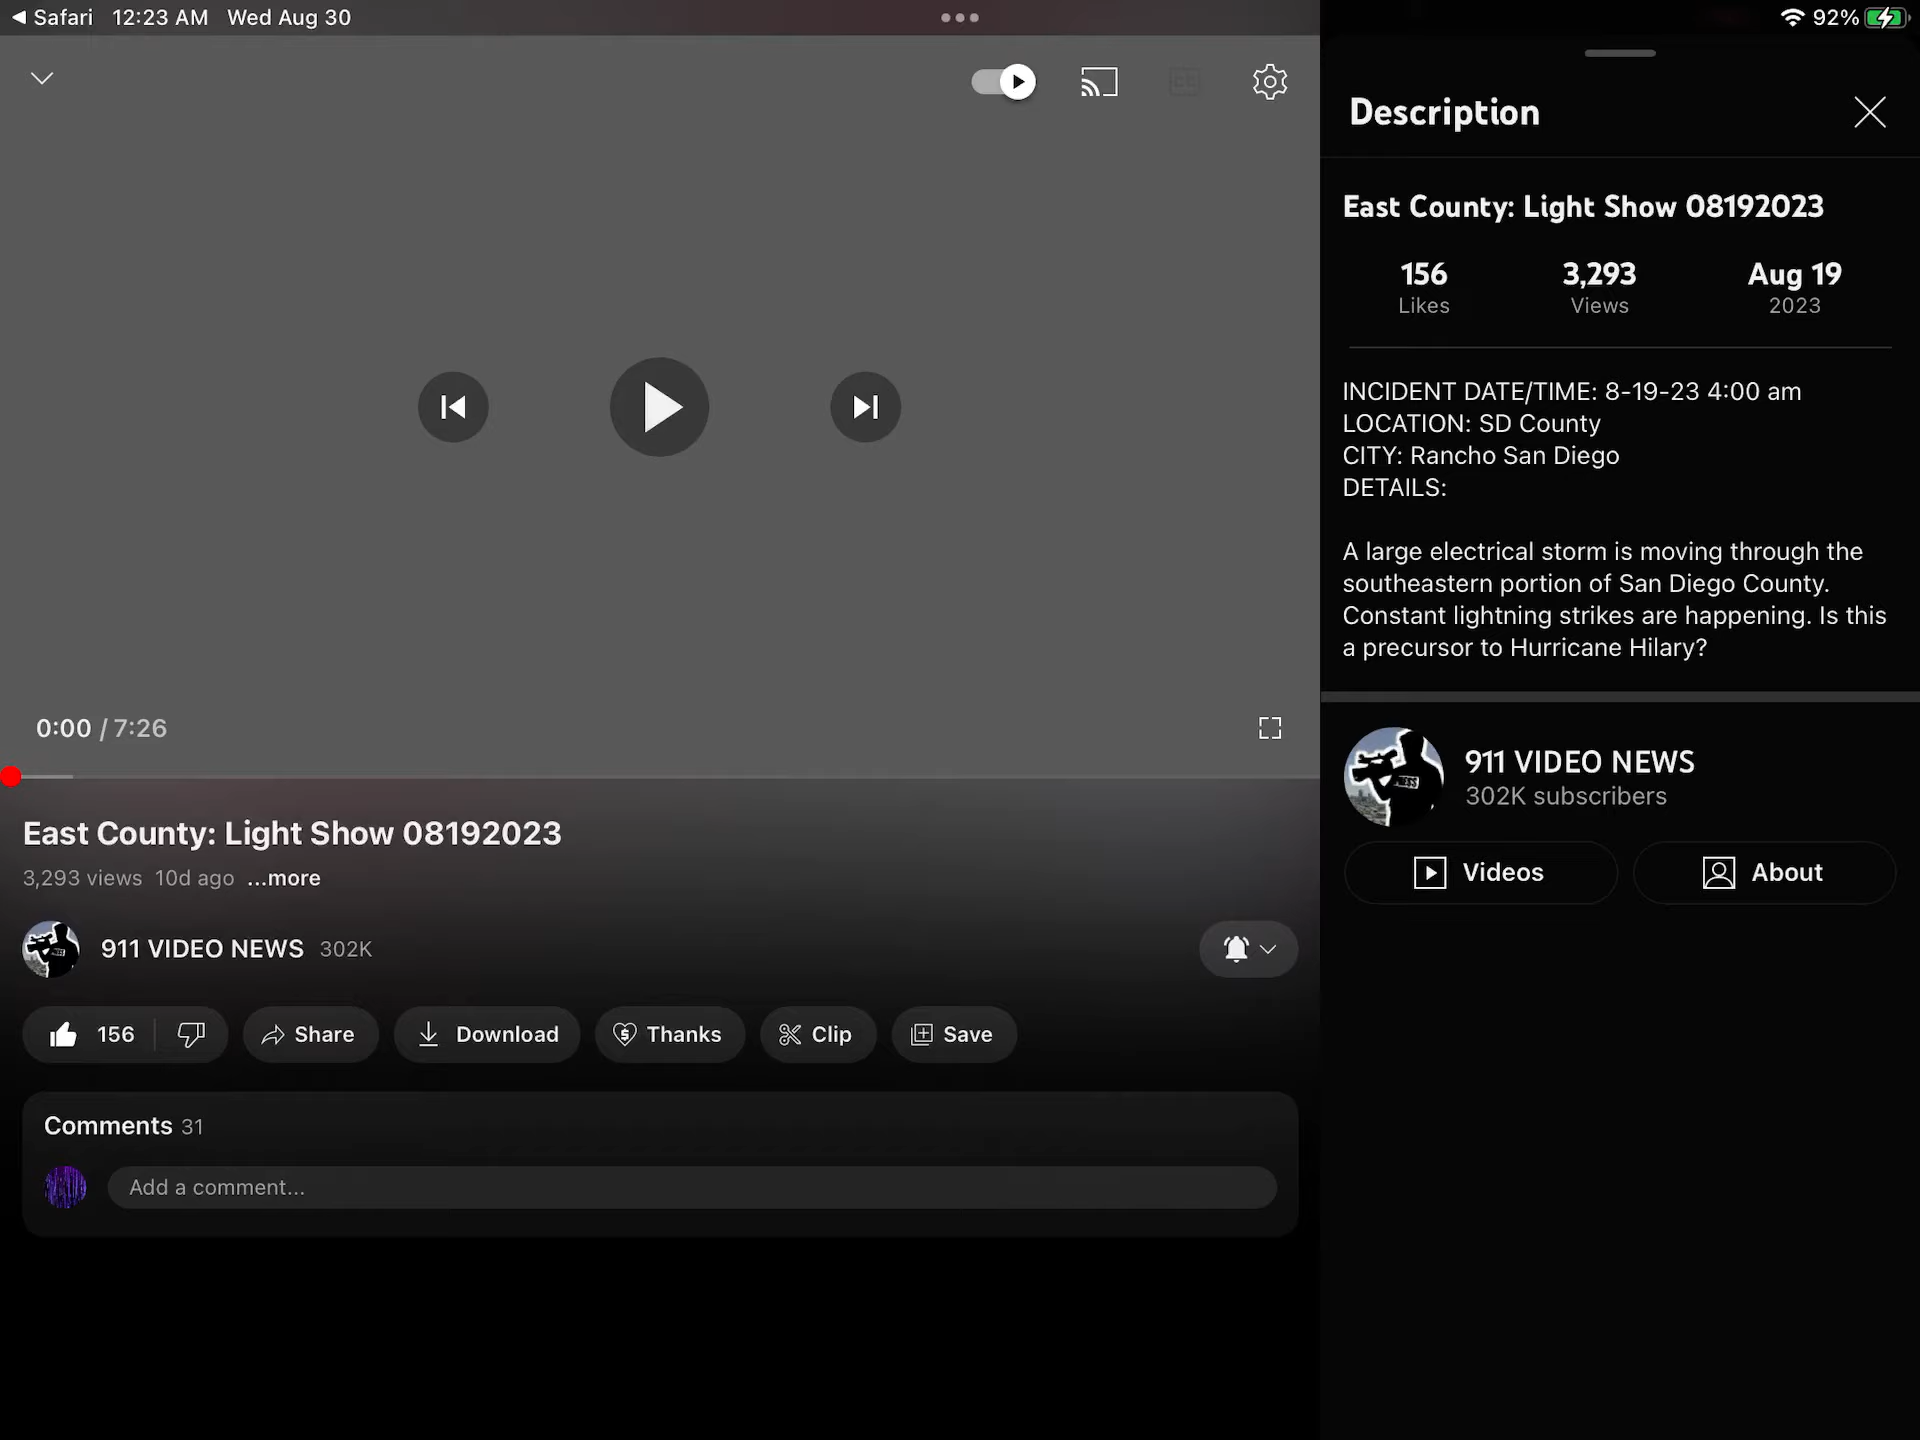 Safari 12:23 AM Wed Aug 30
92%
0:00 / 7:26
East County: Light Show 08192023
3,293 views 10d ago ...more
911 VIDEO NEWS 302K
156
Share
Download
Thanks
Clip
Save
Comments 31
Add a comment...
Description
East County: Light Show 08192023
156 3,293 Aug 19
Likes Views 2023
INCIDENT DATE/TIME: 8-19-23 4:00 am
LOCATION: SD County
CITY: Rancho San Diego
DETAILS:
A large electrical storm is moving through the
southeastern portion of San Diego County.
Constant lightning strikes are happening. Is this
a precursor to Hurricane Hilary?
911 VIDEO NEWS
302K subscribers
Videos
About